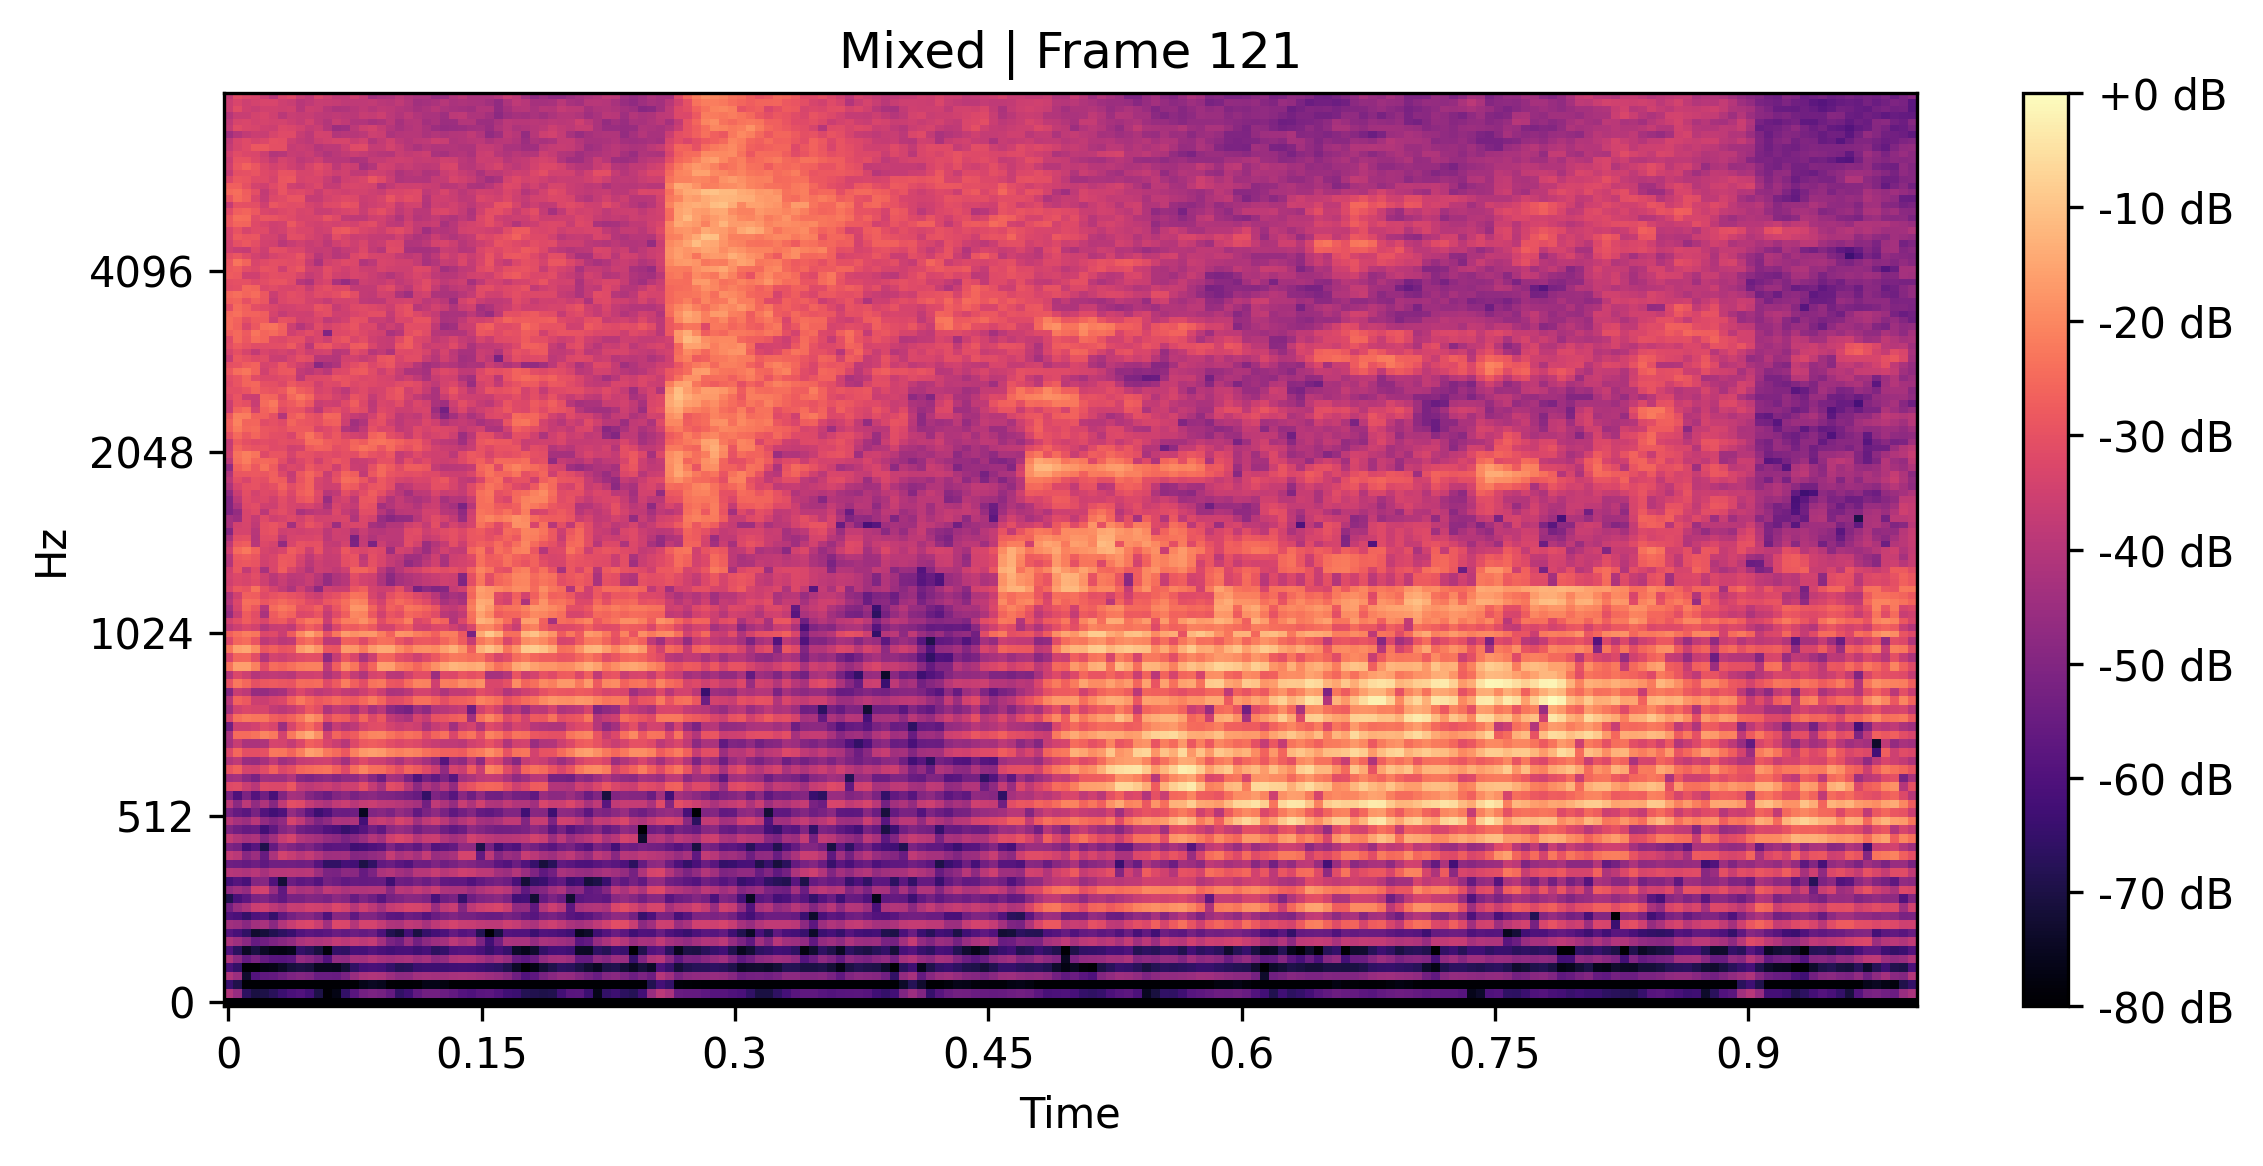 Mixed | Frame 121
Hz
4096
2048
1024
512
0
0 0.15 0.3 0.45 0.6 0.75 0.9
Time
+0 dB
-10 dB
-20 dB
-30 dB
-40 dB
-50 dB
-60 dB
-70 dB
-80 dB